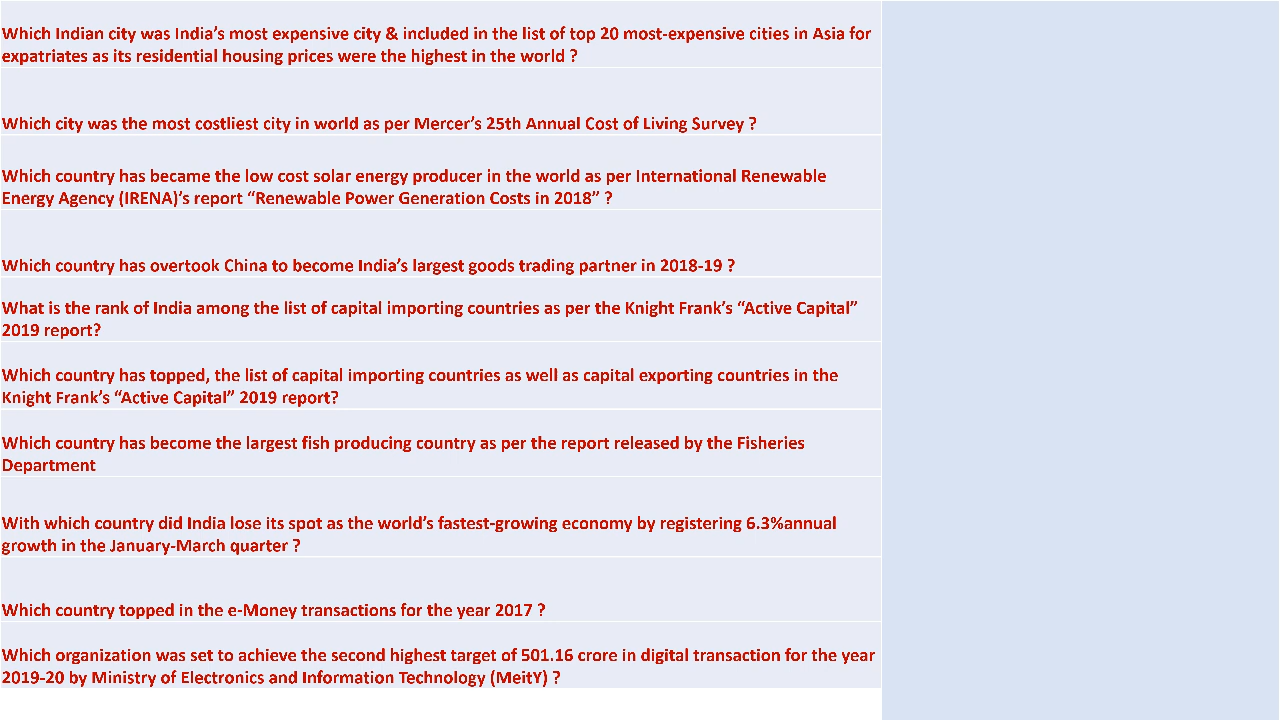 Which Indian city was India’s most expensive city & included in the list of top 20 most-expensive cities in Asia for
expatriates as its residential housing prices were the highest in the world ?
Which city was the most costliest city in world as per Mercer’s 25th Annual Cost of Living Survey ?
Which country has became the low cost solar energy producer in the world as per International Renewable
Energy Agency (IRENA)’s report “Renewable Power Generation Costs in 2018” ?
Which country has overtook China to become India’s largest goods trading partner in 2018-19 ?
What is the rank of India among the list of capital importing countries as per the Knight Frank’s “Active Capital”
2019 report?
Which country has topped, the list of capital importing countries as well as capital exporting countries in the
Knight Frank’s “Active Capital” 2019 report?
Which country has become the largest fish producing country as per the report released by the Fisheries
Department
With which country did India lose its spot as the world’s fastest-growing economy by registering 6.3%annual
growth in the January-March quarter ?
Which country topped in the e-Money transactions for the year 2017 ?
Which organization was set to achieve the second highest target of 501.16 crore in digital transaction for the year
2019-20 by Ministry of Electronics and Information Technology (MeitY) ?